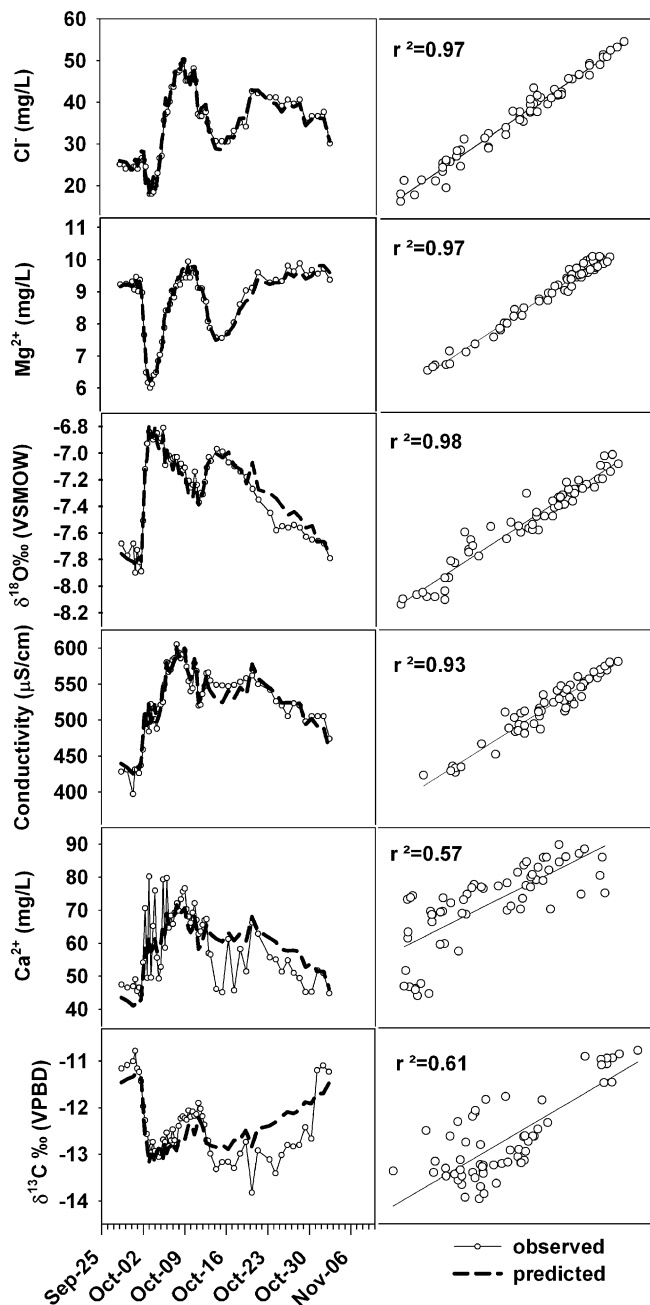 Cl⁻ (mg/L)
60
50
40
30
20
r ²=0.97
Mg²⁺ (mg/L)
11
10
9
8
7
6
r ²=0.97
δ¹⁸O‰ (VSMOW)
-6.8
-7.0
-7.2
-7.4
-7.6
-7.8
-8.0
-8.2
r ²=0.98
Conductivity (μS/cm)
600
550
500
450
400
r ²=0.93
Ca²⁺ (mg/L)
90
80
70
60
50
40
r ²=0.57
δ¹³C ‰ (VPBD)
-11
-12
-13
-14
r ²=0.61
Sep-25
Oct-02
Oct-09
Oct-16
Oct-23
Oct-30
Nov-06
observed
predicted